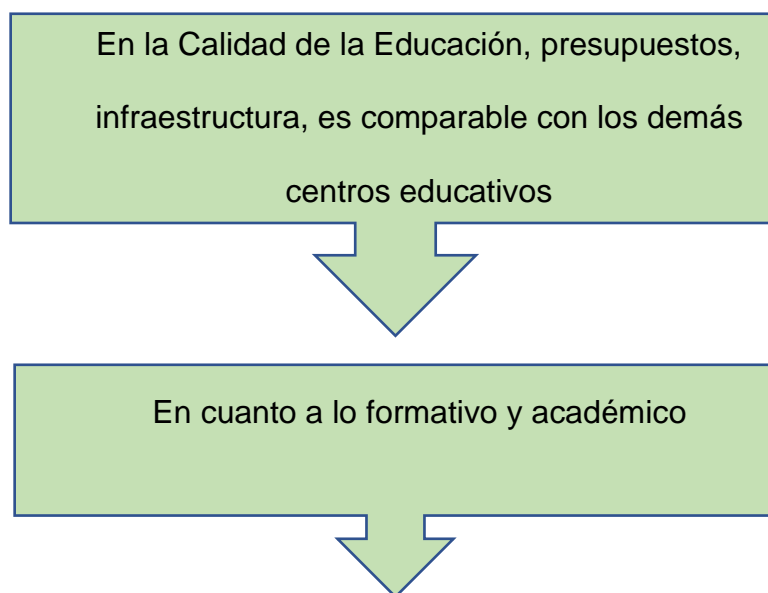 En la Calidad de la Educación, presupuestos,
infraestructura, es comparable con los demás
centros educativos
En cuanto a lo formativo y académico